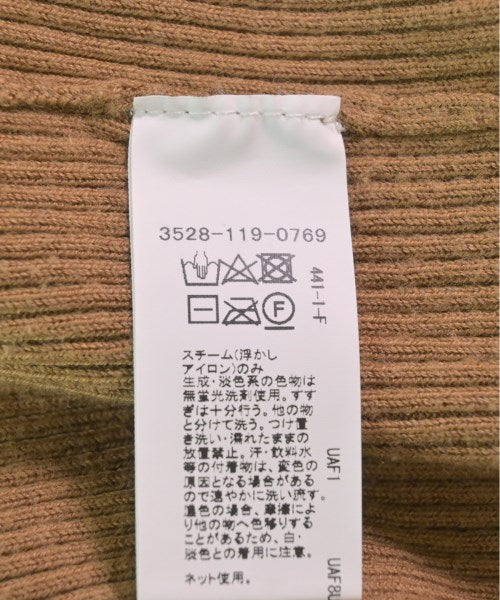 3528-119-0769
441-1-F
F
スチーム(浮かし
アイロン)のみ
生成・淡色系の色物は
無蛍光洗剤使用。すす
ぎは十分行う。他の物
と分けて洗う。つけ置
き洗い・濡れたままの
放置禁止。汗・飲料水
等の付着物は、変色の
原因となる場合がある
ので速やかに洗い流す。
濃色の場合、摩擦によ
り他の物へ色移りする
ことがあるため、白・
淡色との着用に注意。
ネット使用。
UAF1
UAF8U